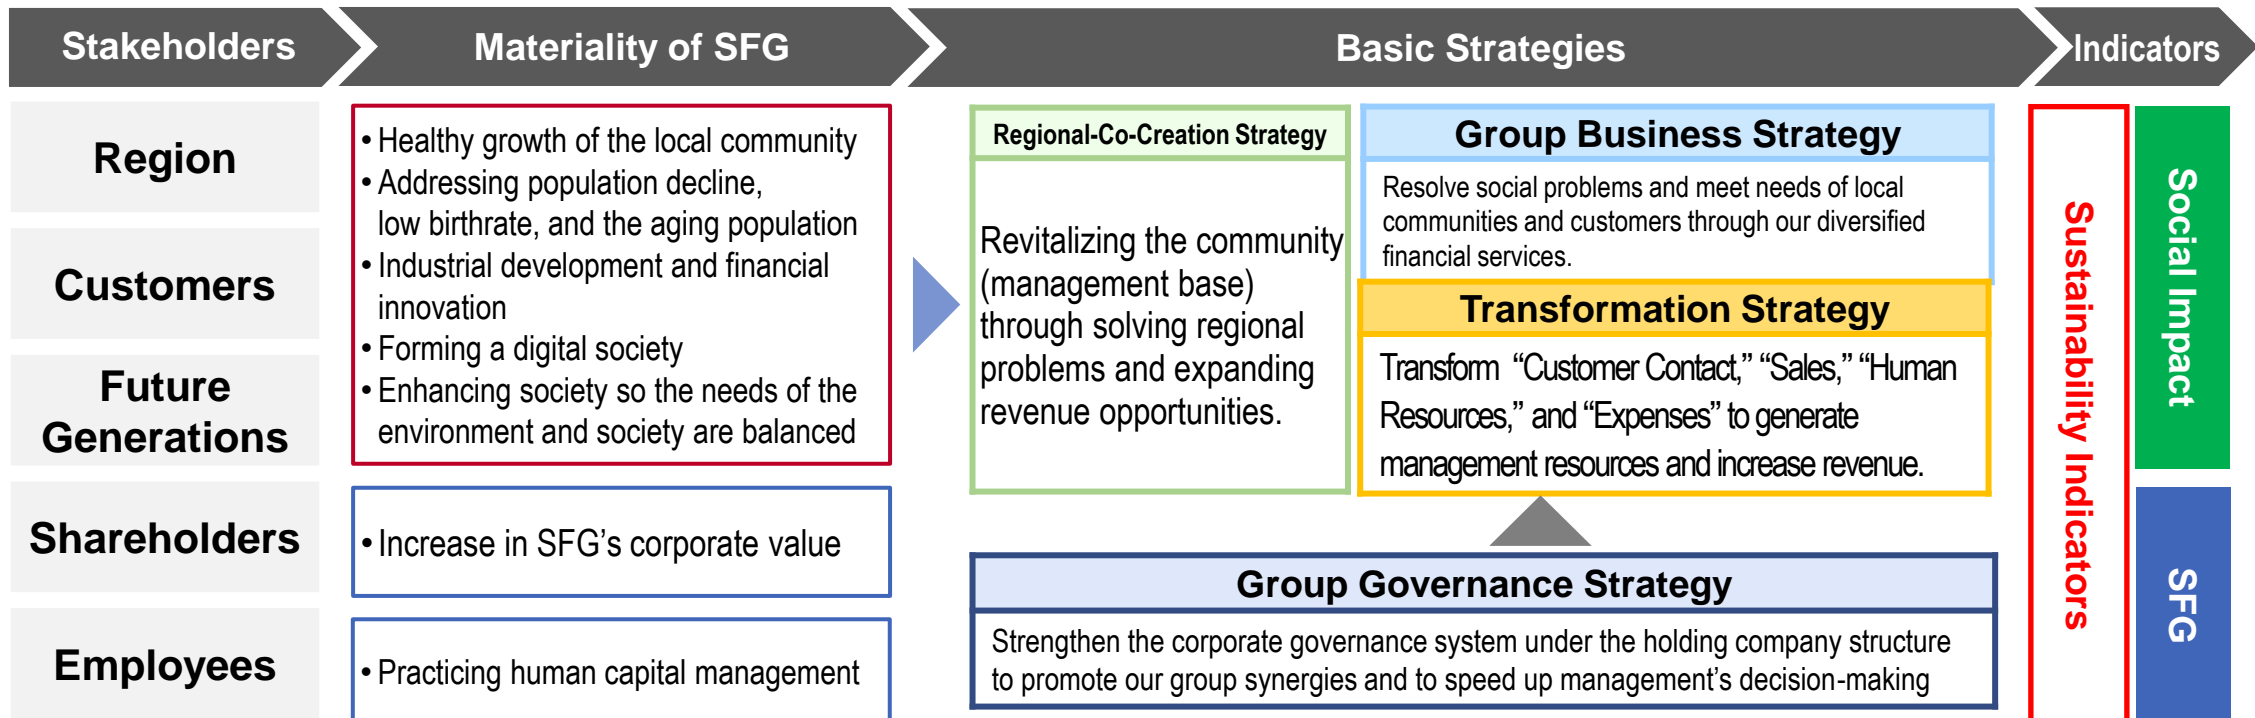 Stakeholders
Materiality of SFG
Basic Strategies
Indicators
Region
Customers
Future
Generations
Shareholders
Employees
• Healthy growth of the local community
• Addressing population decline,
low birthrate, and the aging population
• Industrial development and financial
innovation
• Forming a digital society
• Enhancing society so the needs of the
environment and society are balanced
• Increase in SFG’s corporate value
• Practicing human capital management
Regional-Co-Creation Strategy
Revitalizing the community
(management base)
through solving regional
problems and expanding
revenue opportunities.
Group Business Strategy
Resolve social problems and meet needs of local
communities and customers through our diversified
financial services.
Transformation Strategy
Transform “Customer Contact,” “Sales,” “Human
Resources,” and “Expenses” to generate
management resources and increase revenue.
Group Governance Strategy
Strengthen the corporate governance system under the holding company structure
to promote our group synergies and to speed up management’s decision-making
Sustainability Indicators
Social Impact
SFG